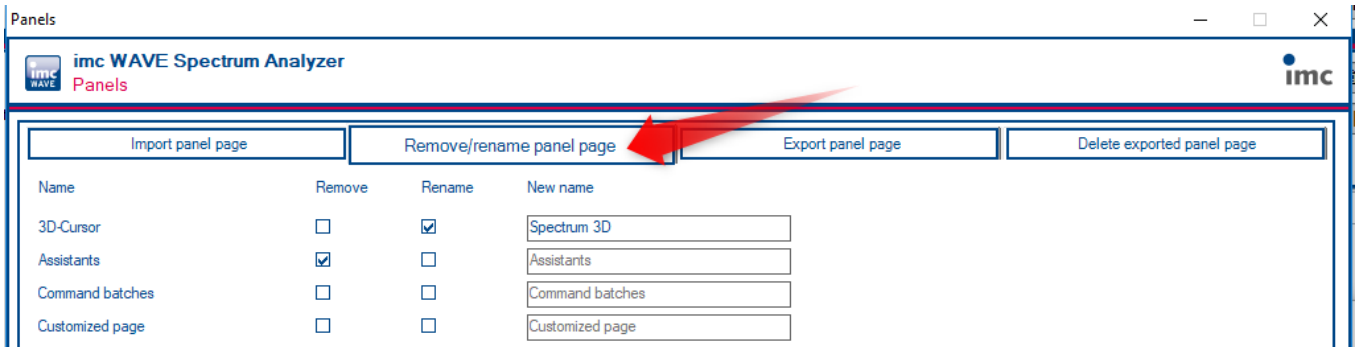 Panels
imc WAVE Spectrum Analyzer
Panels
imc WAVE
imc
Import panel page Remove/rename panel page Export panel page Delete exported panel page
Name Remove Rename New name
3D-Cursor Spectrum 3D
Assistants Assistants
Command batches Command batches
Customized page Customized page